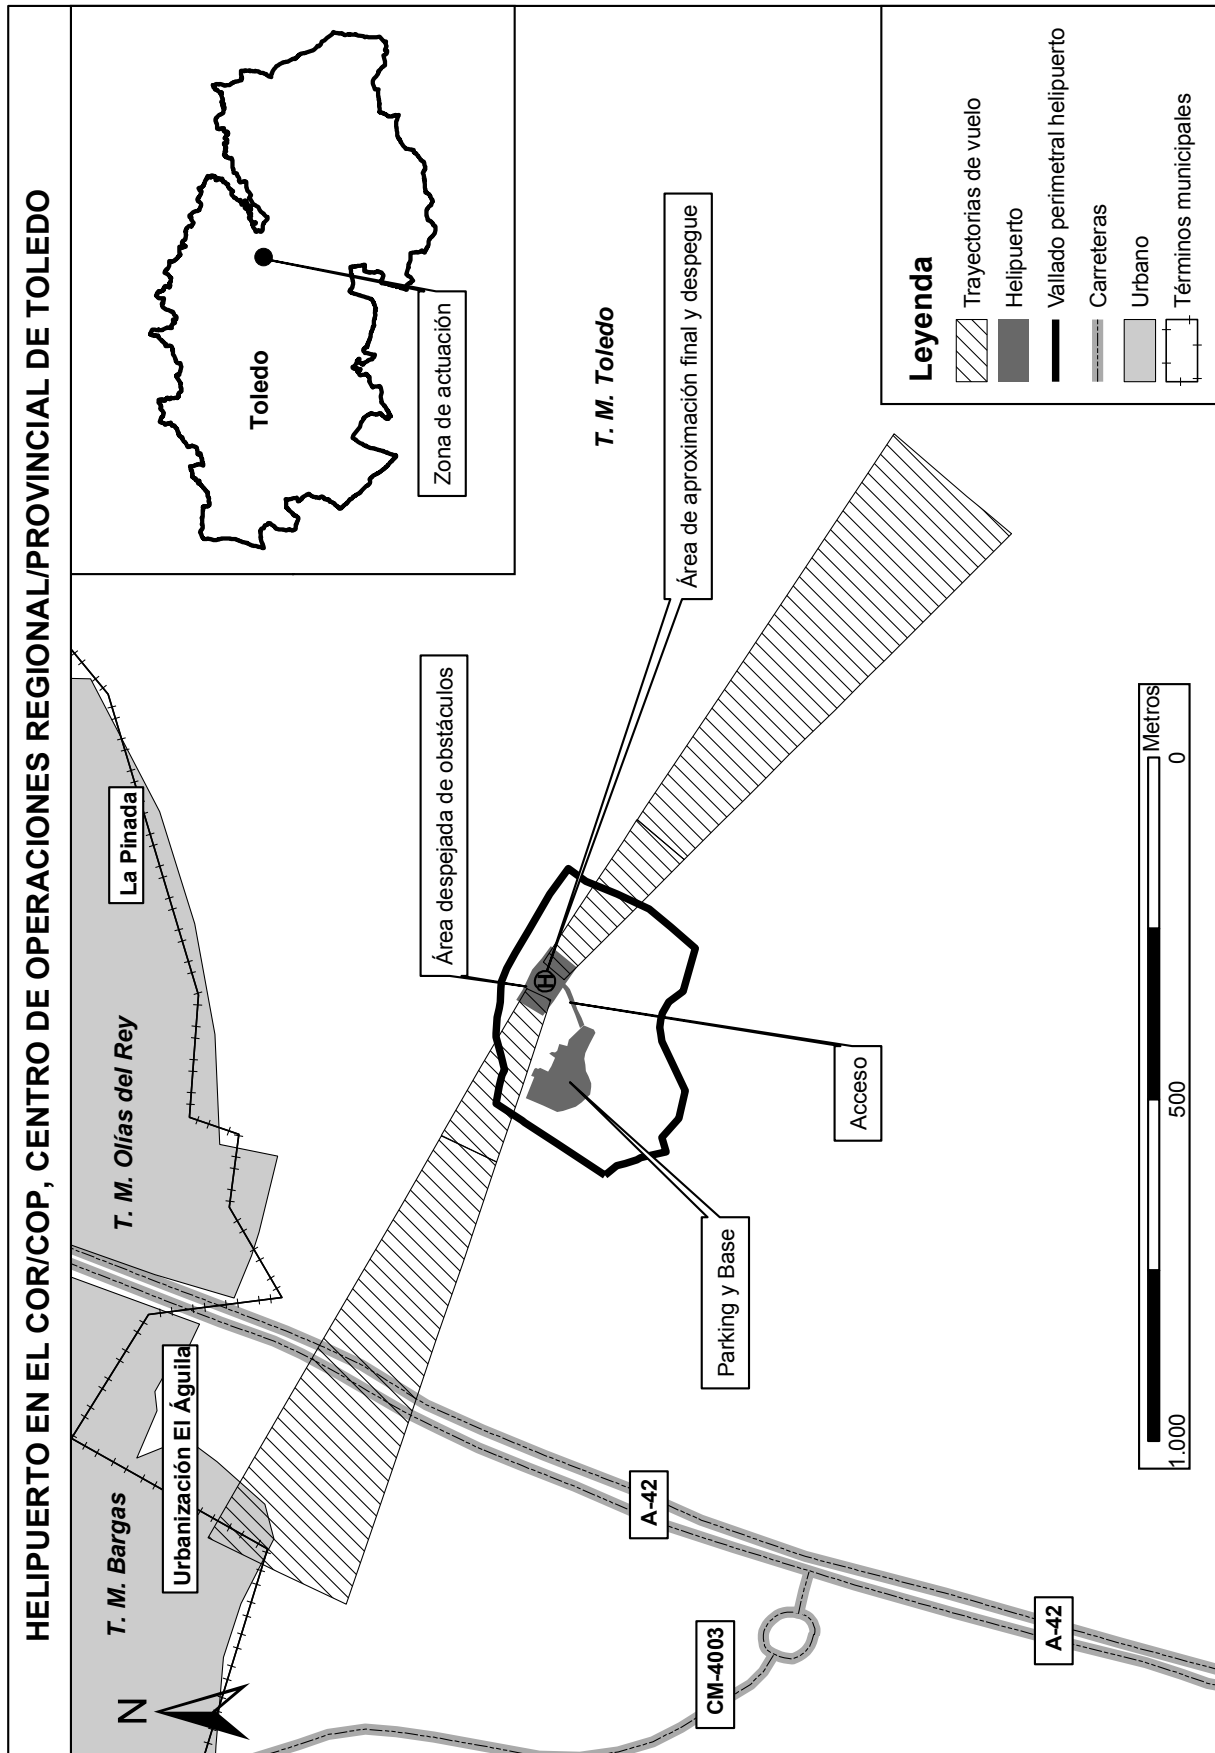 HELIPUERTO EN EL COR/COP, CENTRO DE OPERACIONES REGIONAL/PROVINCIAL DE TOLEDO
N
T. M. Bargas
Urbanización El Águila
T. M. Olías del Rey
La Pinada
Toledo
Zona de actuación
Área despejada de obstáculos
T. M. Toledo
Área de aproximación final y despegue
A-42
Parking y Base
CM-4003
Acceso
A-42
1.000
500
0
Metros
Leyenda
Trayectorias de vuelo
Helipuerto
Vallado perimetral helipuerto
Carreteras
Urbano
Términos municipales
H